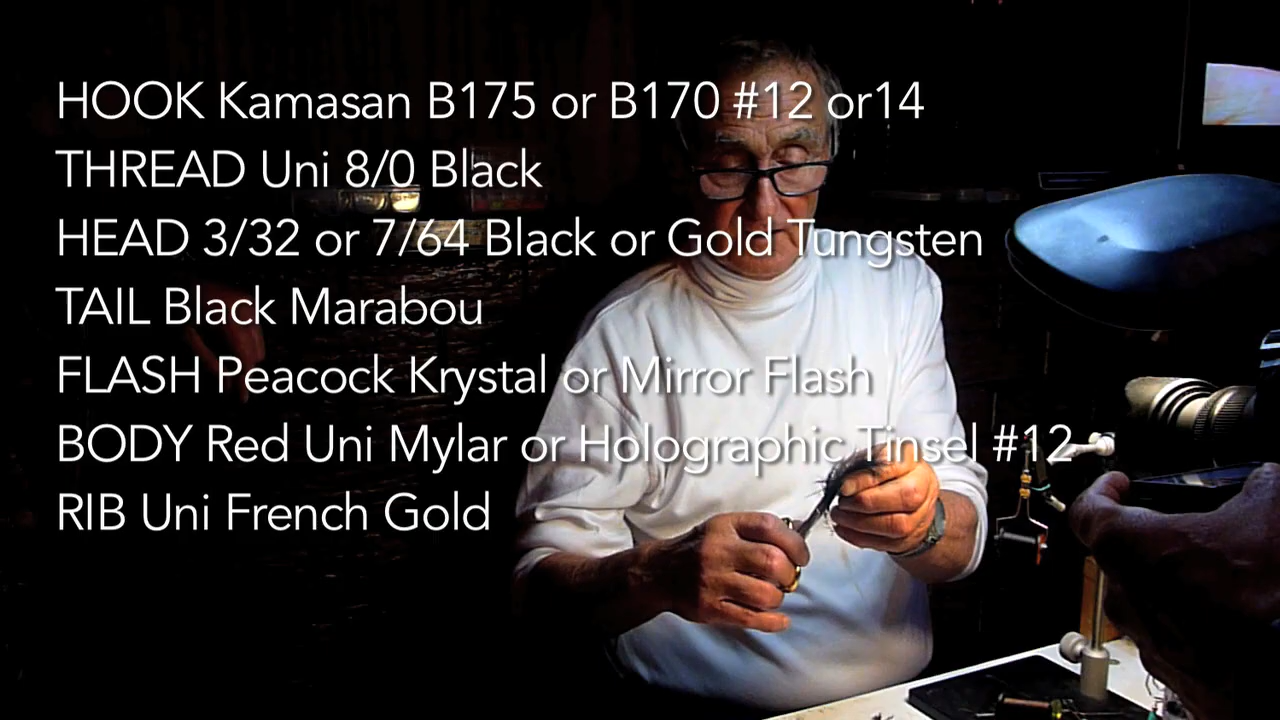 HOOK Kamasan B175 or B170 #12 or14
THREAD Uni 8/0 Black
HEAD 3/32 or 7/64 Black or Gold Tungsten
TAIL Black Marabou
FLASH Peacock Krystal or Mirror Flash
BODY Red Uni Mylar or Holographic Tinsel #12
RIB Uni French Gold